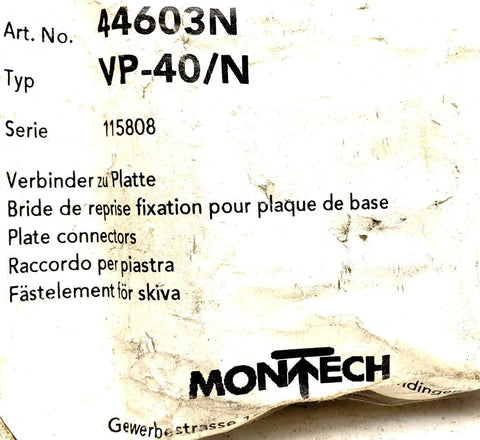 Art. No. 44603N
Typ VP-40/N
Serie 115808
Verbinder zu Platte
Bride de reprise fixation pour plaque de base
Plate connectors
Raccordo per piastra
Fästelement för skiva
MONTECH
Gewerbestrasse